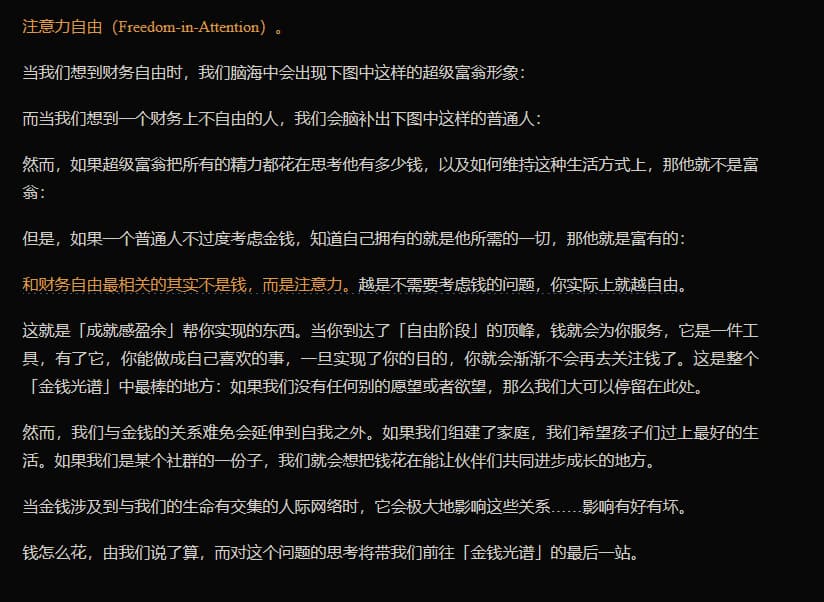 注意力自由（Freedom-in-Attention）。
当我们想到财务自由时，我们脑海中会出现下图中这样的超级富翁形象：
而当我们想到一个财务上不自由的人，我们会脑补出下图中这样的普通人：
然而，如果超级富翁把所有的精力都花在思考他有多少钱，以及如何维持这种生活方式上，那他就不是富
翁：
但是，如果一个普通人不过度考虑金钱，知道自己拥有的就是他所需的一切，那他就是富有的：
和财务自由最相关的其实不是钱，而是注意力。越是不需要考虑钱的问题，你实际上就越自由。
这就是「成就感盈余」帮你实现的东西。当你到达了「自由阶段」的顶峰，钱就会为你服务，它是一件工
具，有了它，你能做成自己喜欢的事，一旦实现了你的目的，你就会渐渐不会再去关注钱了。这是整个
「金钱光谱」中最棒的地方：如果我们没有任何别的愿望或者欲望，那么我们大可以停留在此处。
然而，我们与金钱的关系难免会延伸到自我之外。如果我们组建了家庭，我们希望孩子们过上最好的生
活。如果我们是某个社群的一份子，我们就会想把钱花在能让伙伴们共同进步成长的地方。
当金钱涉及到与我们的生命有交集的人际网络时，它会极大地影响这些关系……影响有好有坏。
钱怎么花，由我们说了算，而对这个问题的思考将带我们前往「金钱光谱」的最后一站。